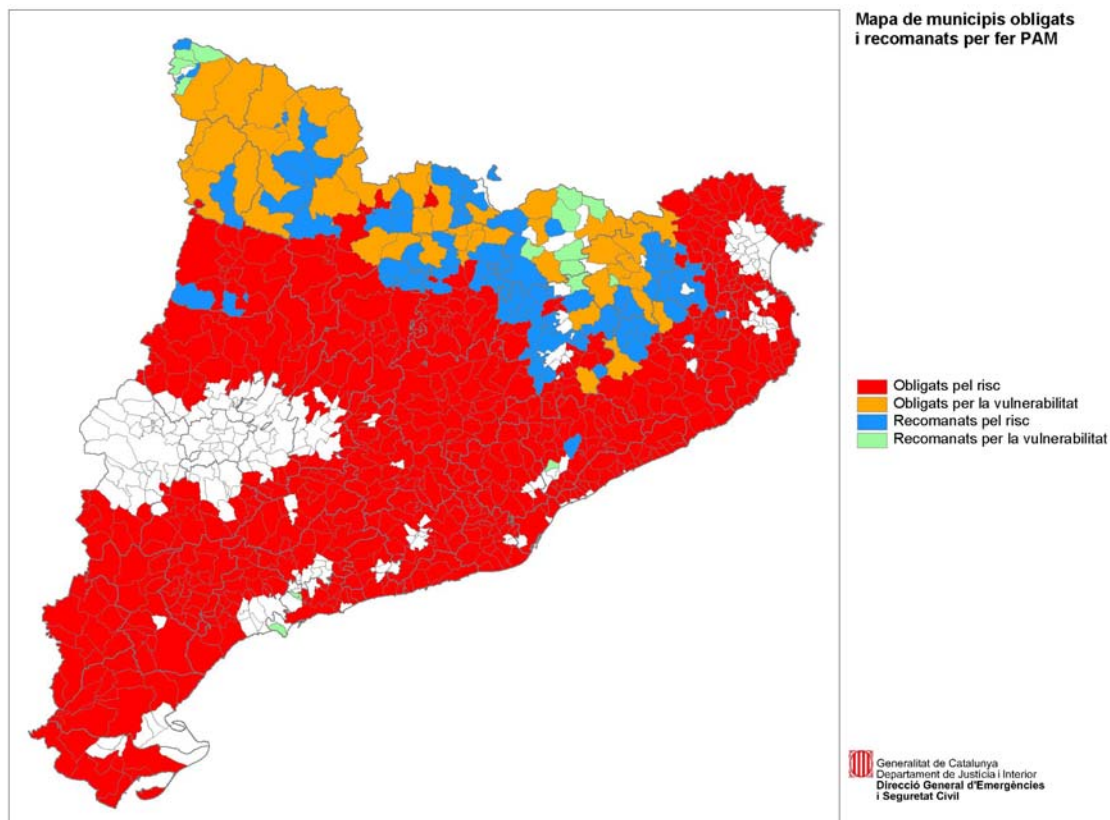 Mapa de municipis obligats
i recomanats per fer PAM
Obligats pel risc
Obligats per la vulnerabilitat
Recomanats pel risc
Recomanats per la vulnerabilitat
Generalitat de Catalunya
Departament de Justícia i Interior
Direcció General d'Emergències
i Seguretat Civil